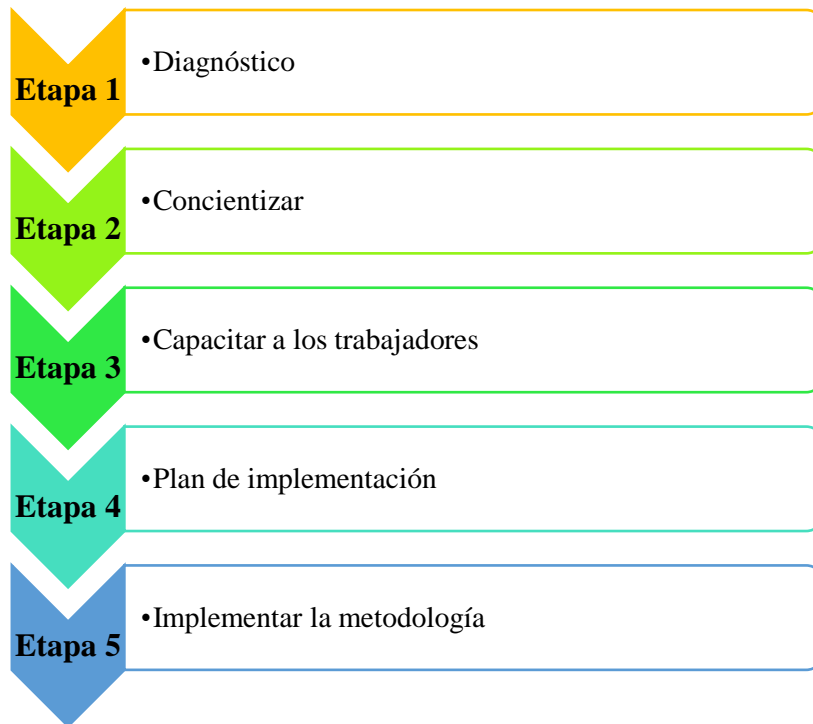 Etapa 1
•Diagnóstico
Etapa 2
•Concientizar
Etapa 3
•Capacitar a los trabajadores
Etapa 4
•Plan de implementación
Etapa 5
•Implementar la metodología